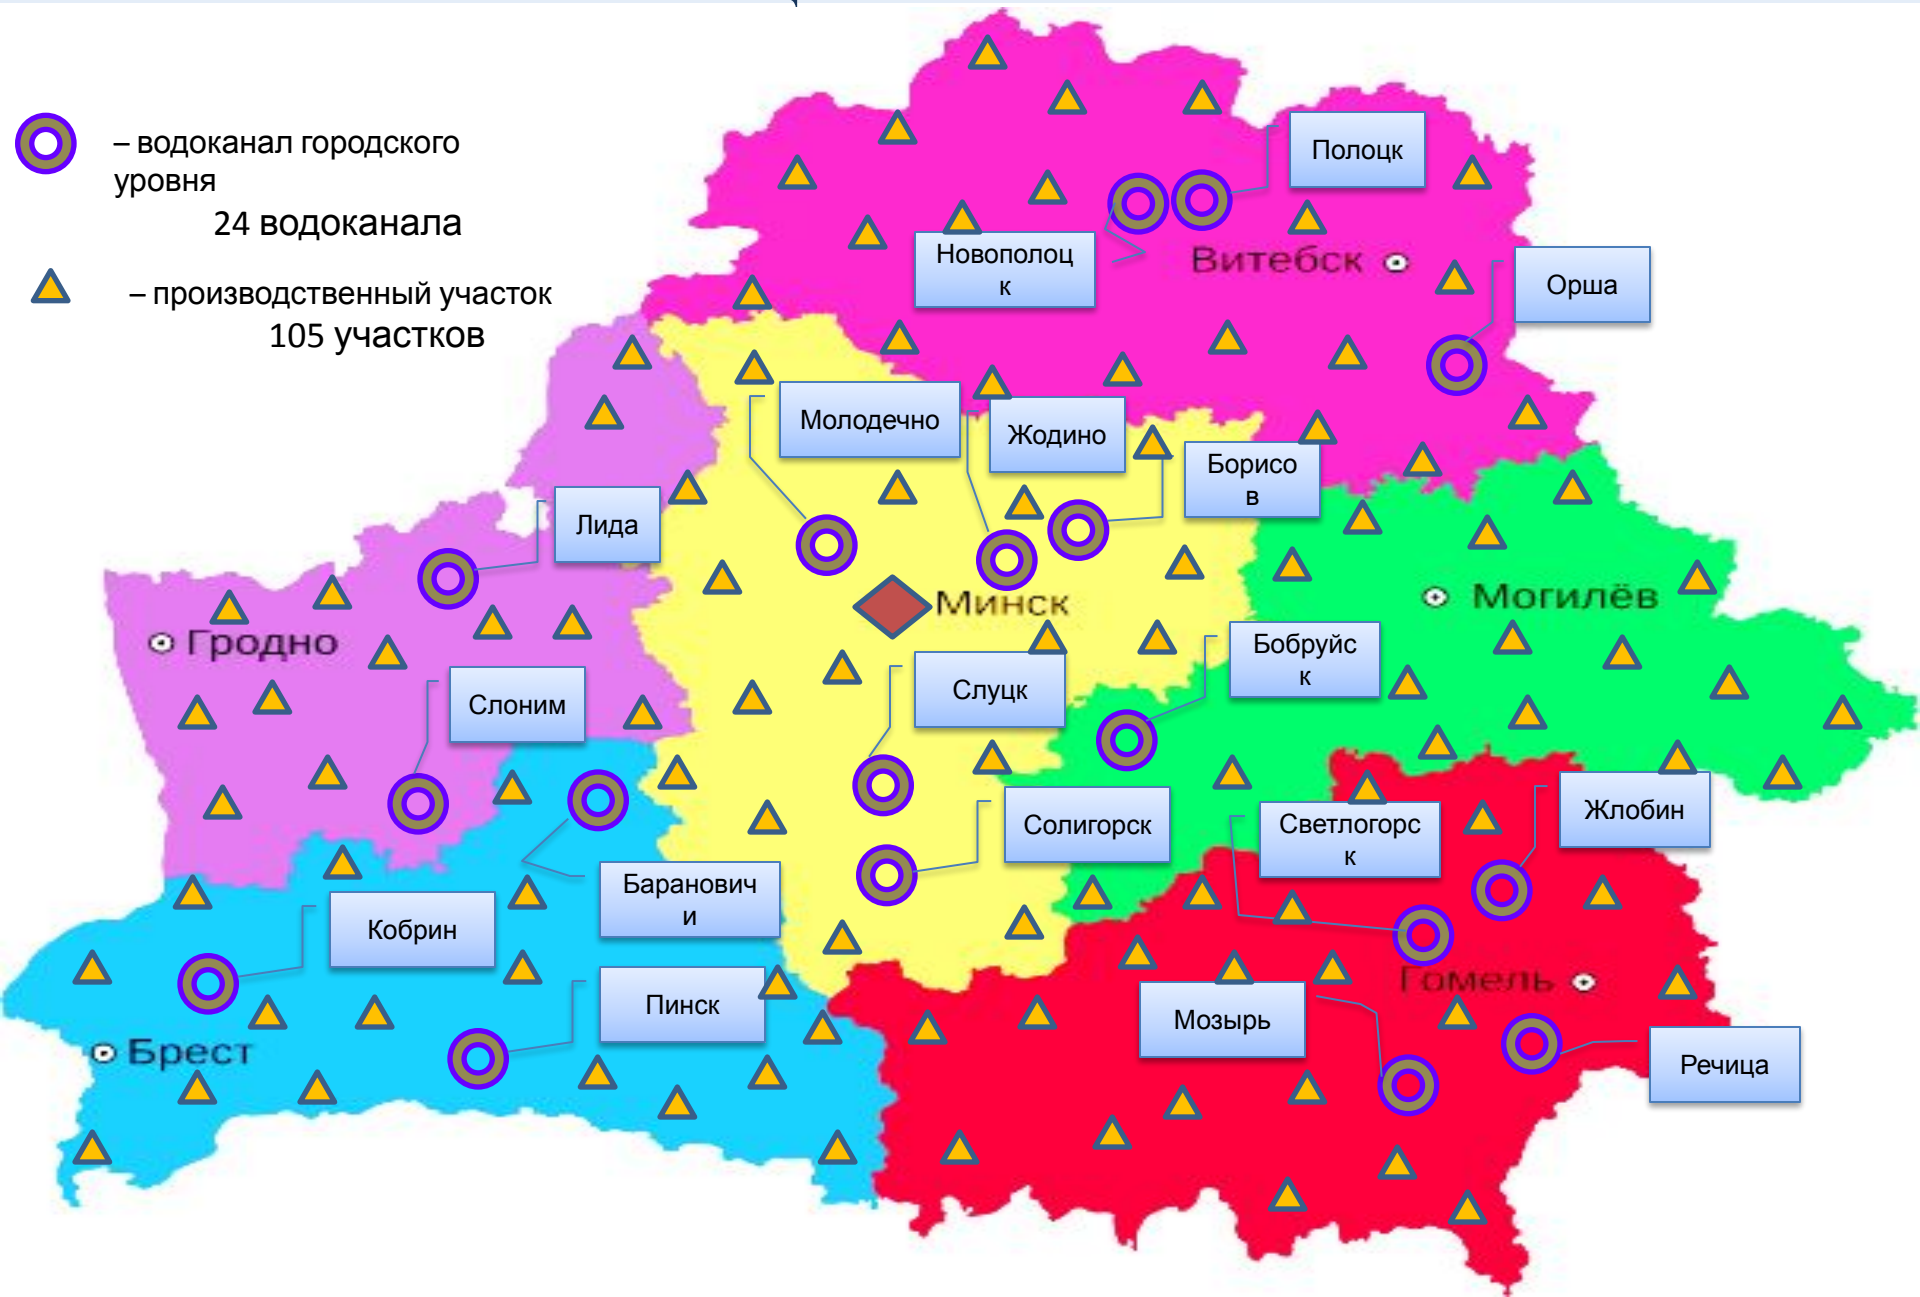 – водоканал городского
уровня
24 водоканала
– производственный участок
105 участков
Полоцк
Новополоц
к
Витебск
Орша
Молодечно
Жодино
Борисо
в
Лида
Минск
Могилёв
Гродно
Бобруйс
к
Слуцк
Слоним
Солигорск
Светлогорс
к
Жлобин
Баранович
и
Кобрин
Гомель
Пинск
Мозырь
Брест
Речица